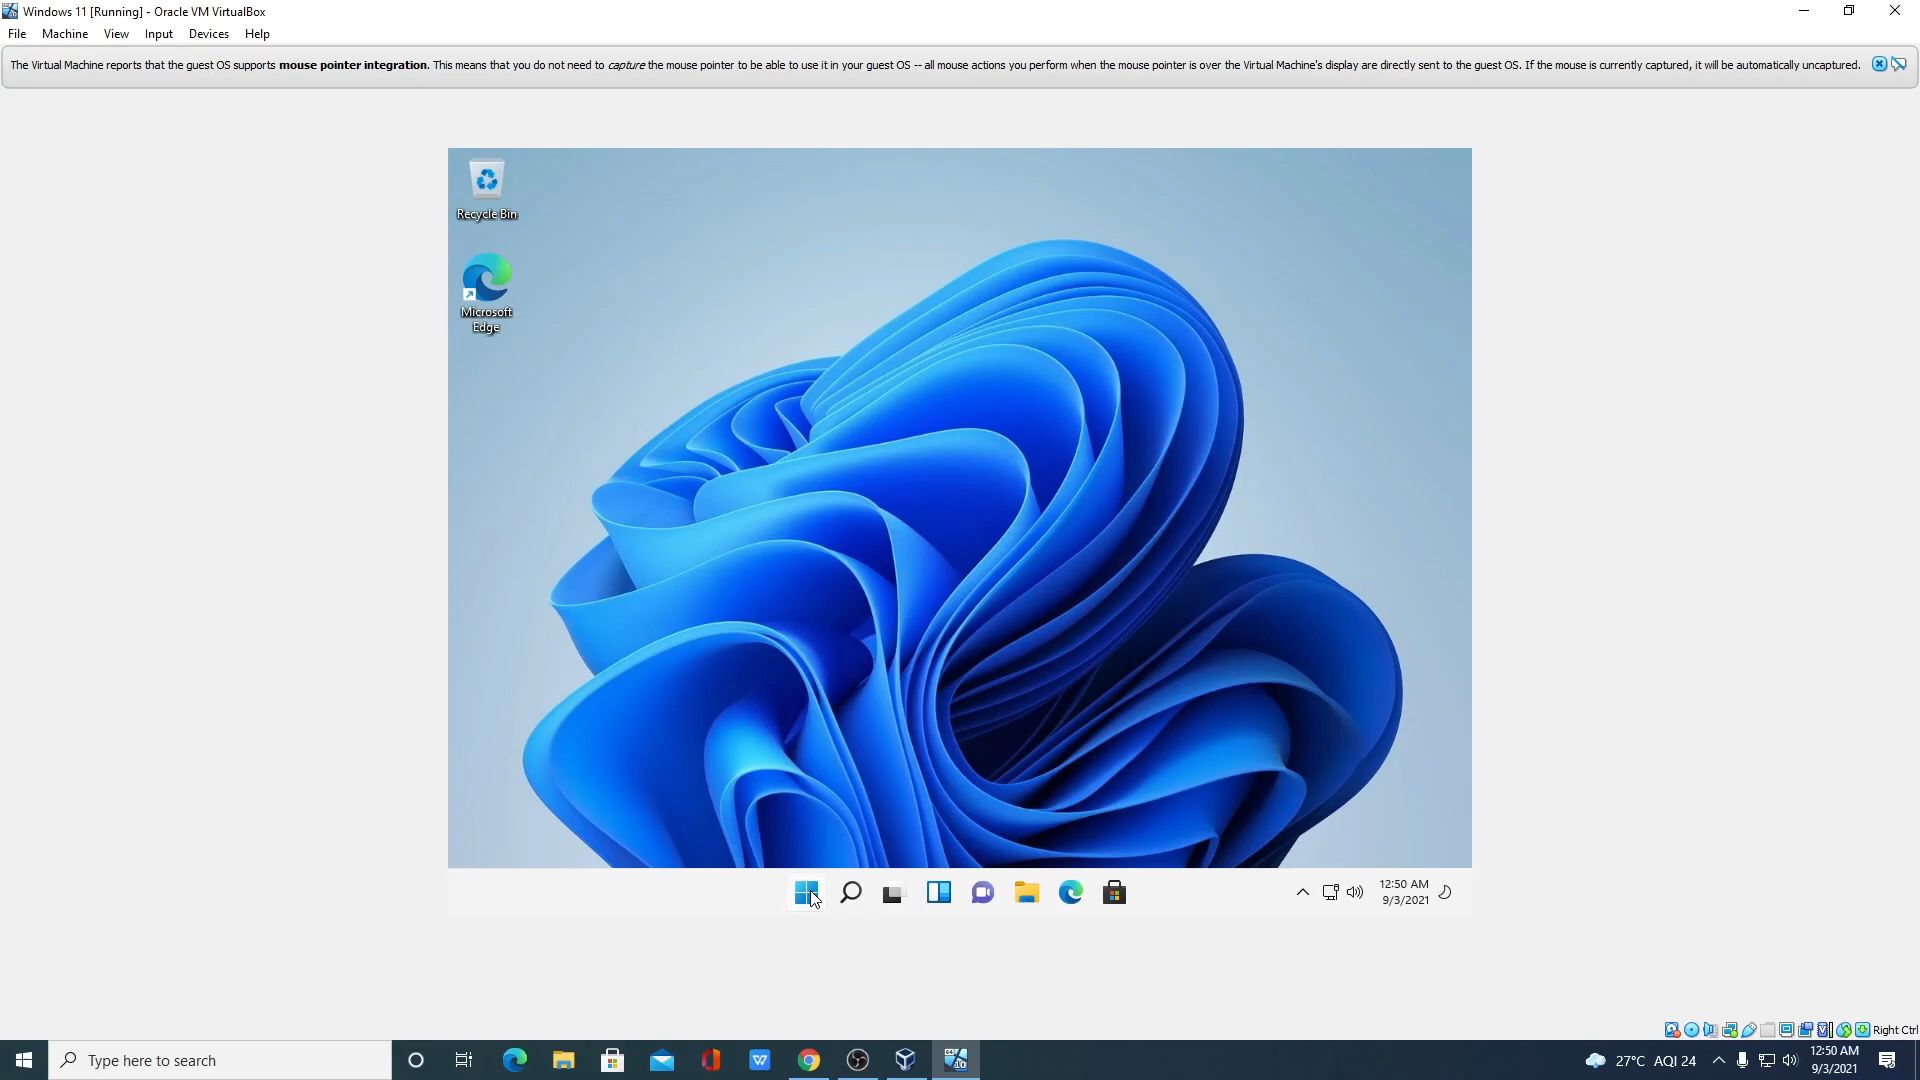 Windows 11 [Running] - Oracle VM VirtualBox
File Machine View Input Devices Help
The Virtual Machine reports that the guest OS supports mouse pointer integration. This means that you do not need to capture the mouse pointer to be able to use it in your guest OS -- all mouse actions you perform when the mouse pointer is over the Virtual Machine's display are directly sent to the guest OS. If the mouse is currently captured, it will be automatically uncaptured.
Recycle Bin
Microsoft
Edge
12:50 AM
9/3/2021
Right Ctrl
Type here to search
27°C AQI 24
12:50 AM
9/3/2021